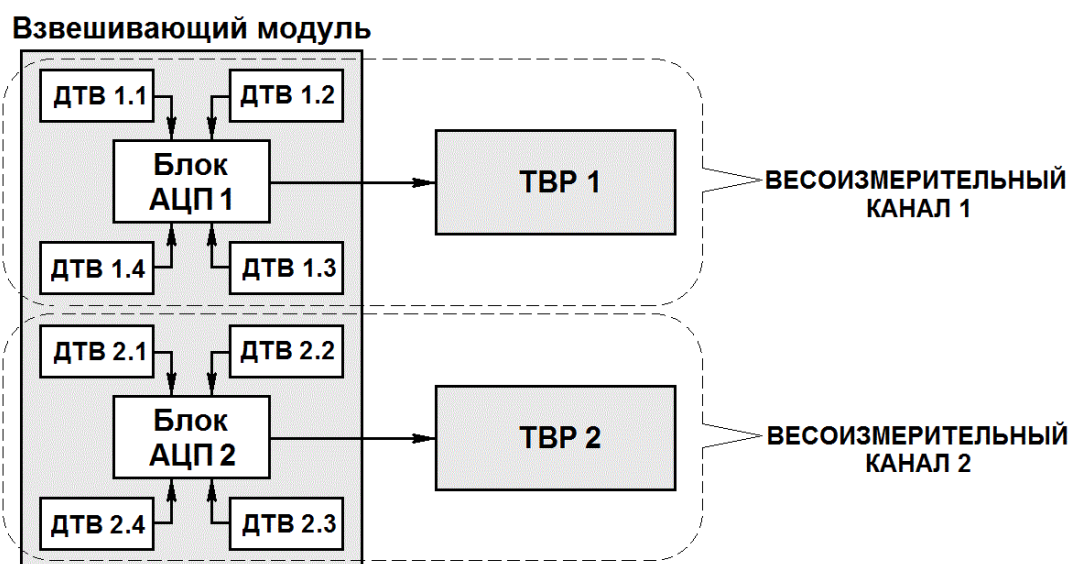 Взвешивающий модуль
ДТВ 1.1
ДТВ 1.2
Блок
АЦП 1
ТВР 1
ДТВ 1.4
ДТВ 1.3
ВЕСОИЗМЕРИТЕЛЬНЫЙ
КАНАЛ 1
ДТВ 2.1
ДТВ 2.2
Блок
АЦП 2
ТВР 2
ДТВ 2.4
ДТВ 2.3
ВЕСОИЗМЕРИТЕЛЬНЫЙ
КАНАЛ 2